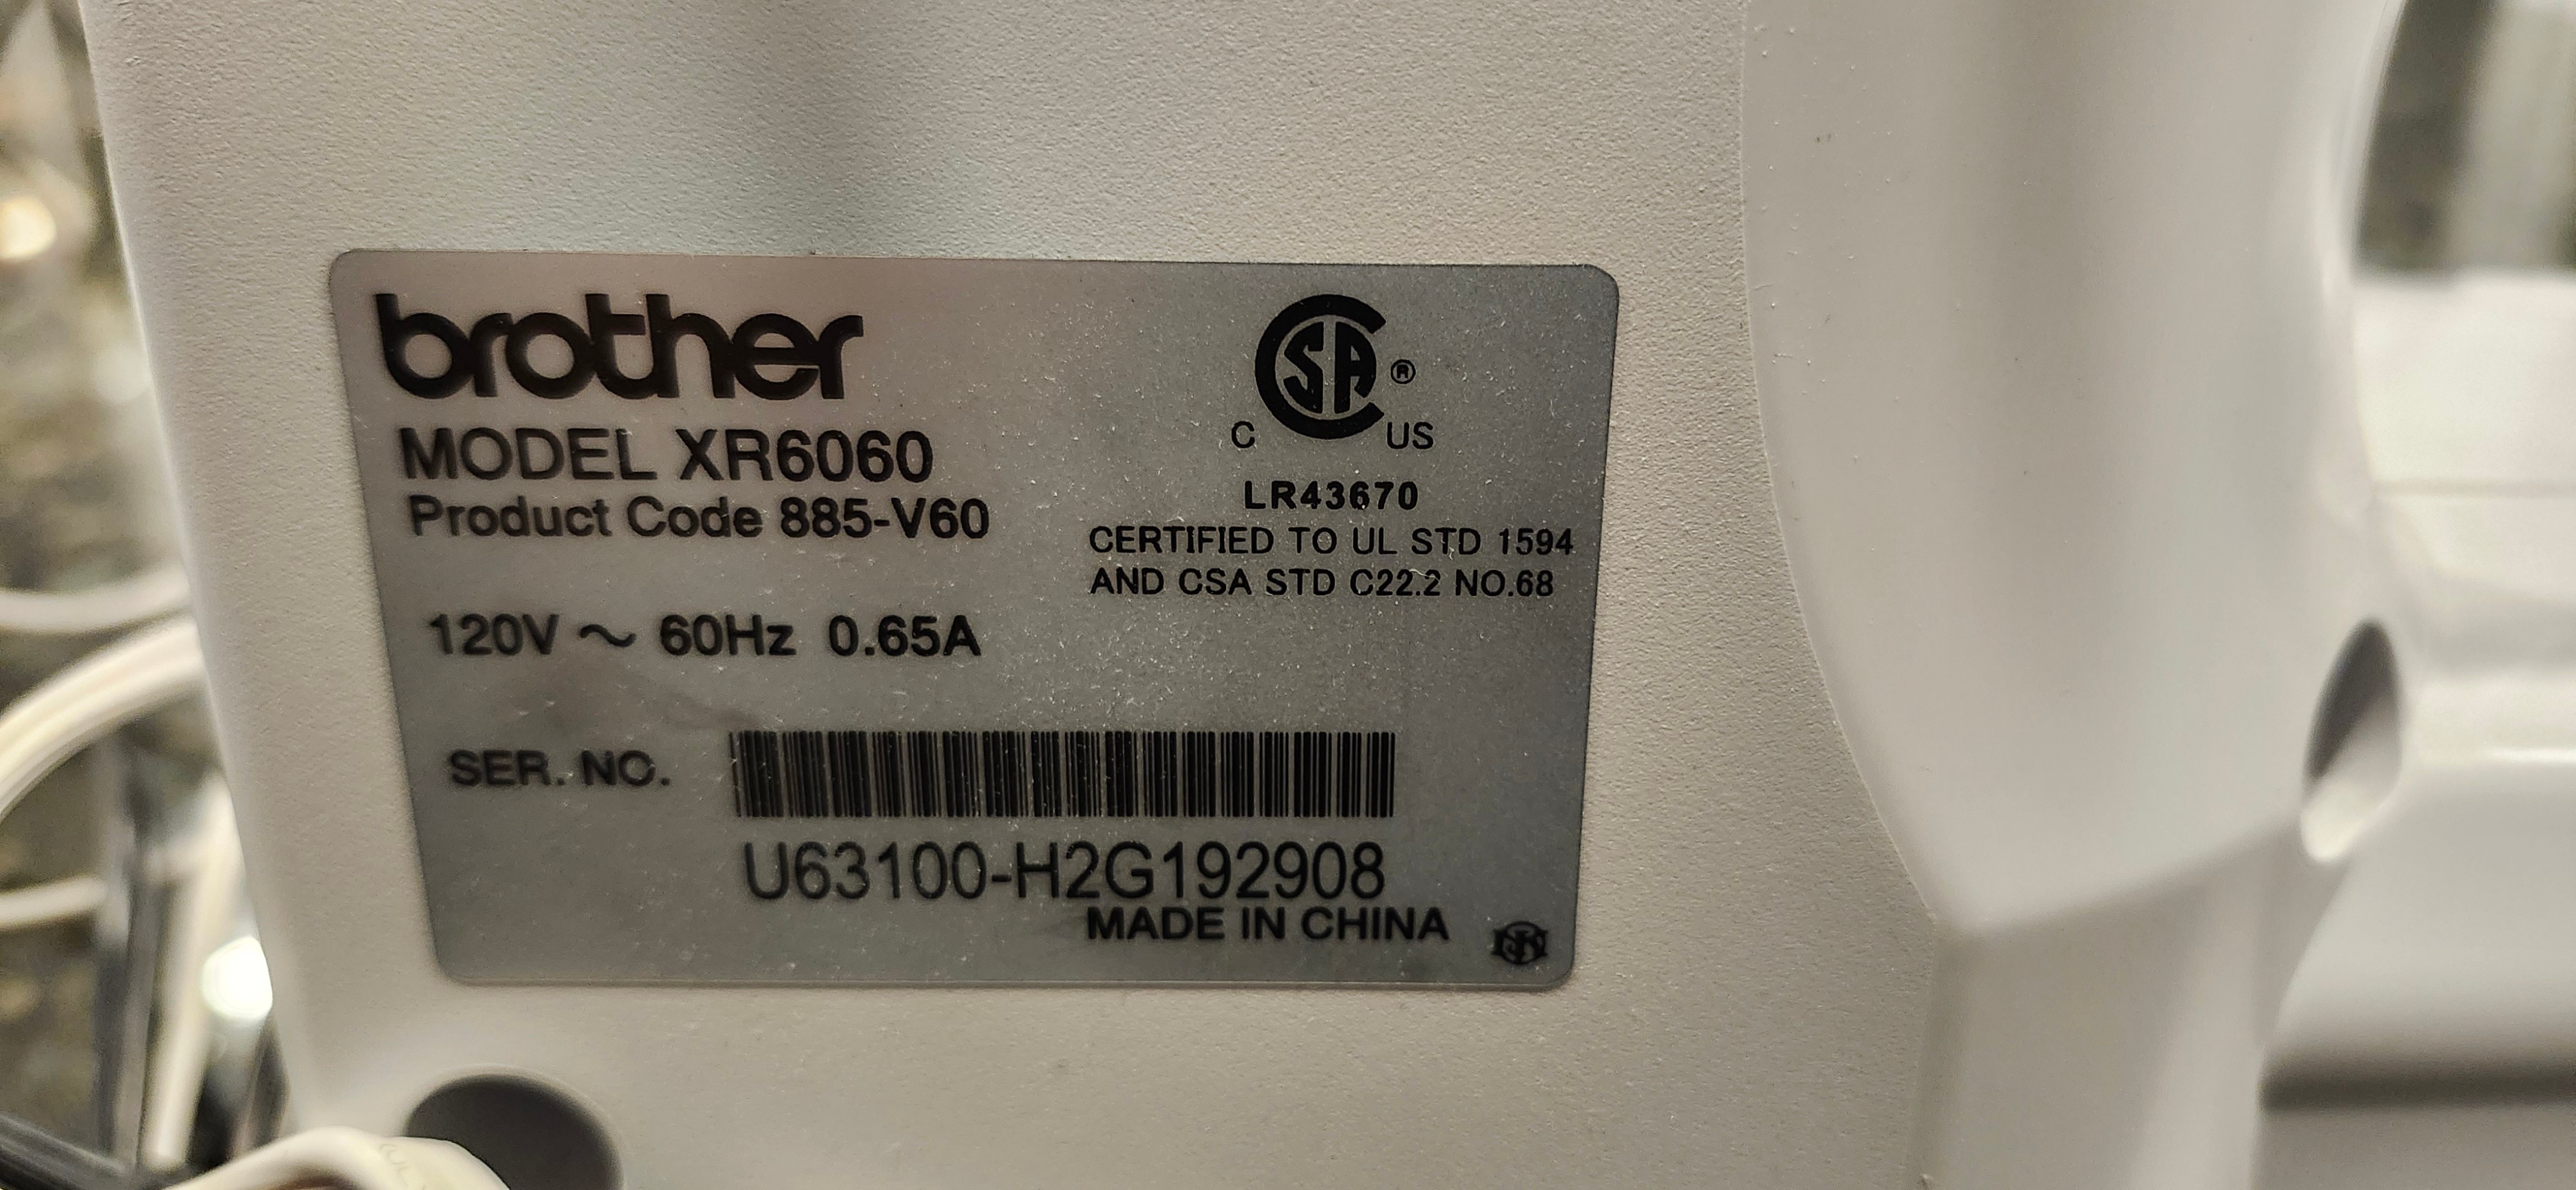 brother
MODEL XR6060
Product Code 885-V60
120V ~ 60Hz 0.65A
CSA®
C US
LR43670
CERTIFIED TO UL STD 1594
AND CSA STD C22.2 NO.68
SER. NO.
U63100-H2G192908
MADE IN CHINA